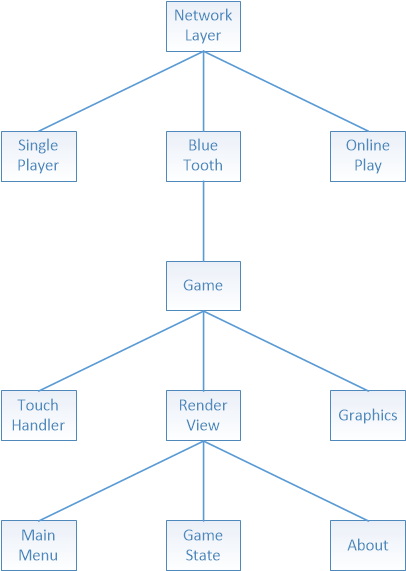 Network
Layer
Single
Player
Blue
Tooth
Online
Play
Game
Touch
Handler
Render
View
Graphics
Main
Menu
Game
State
About